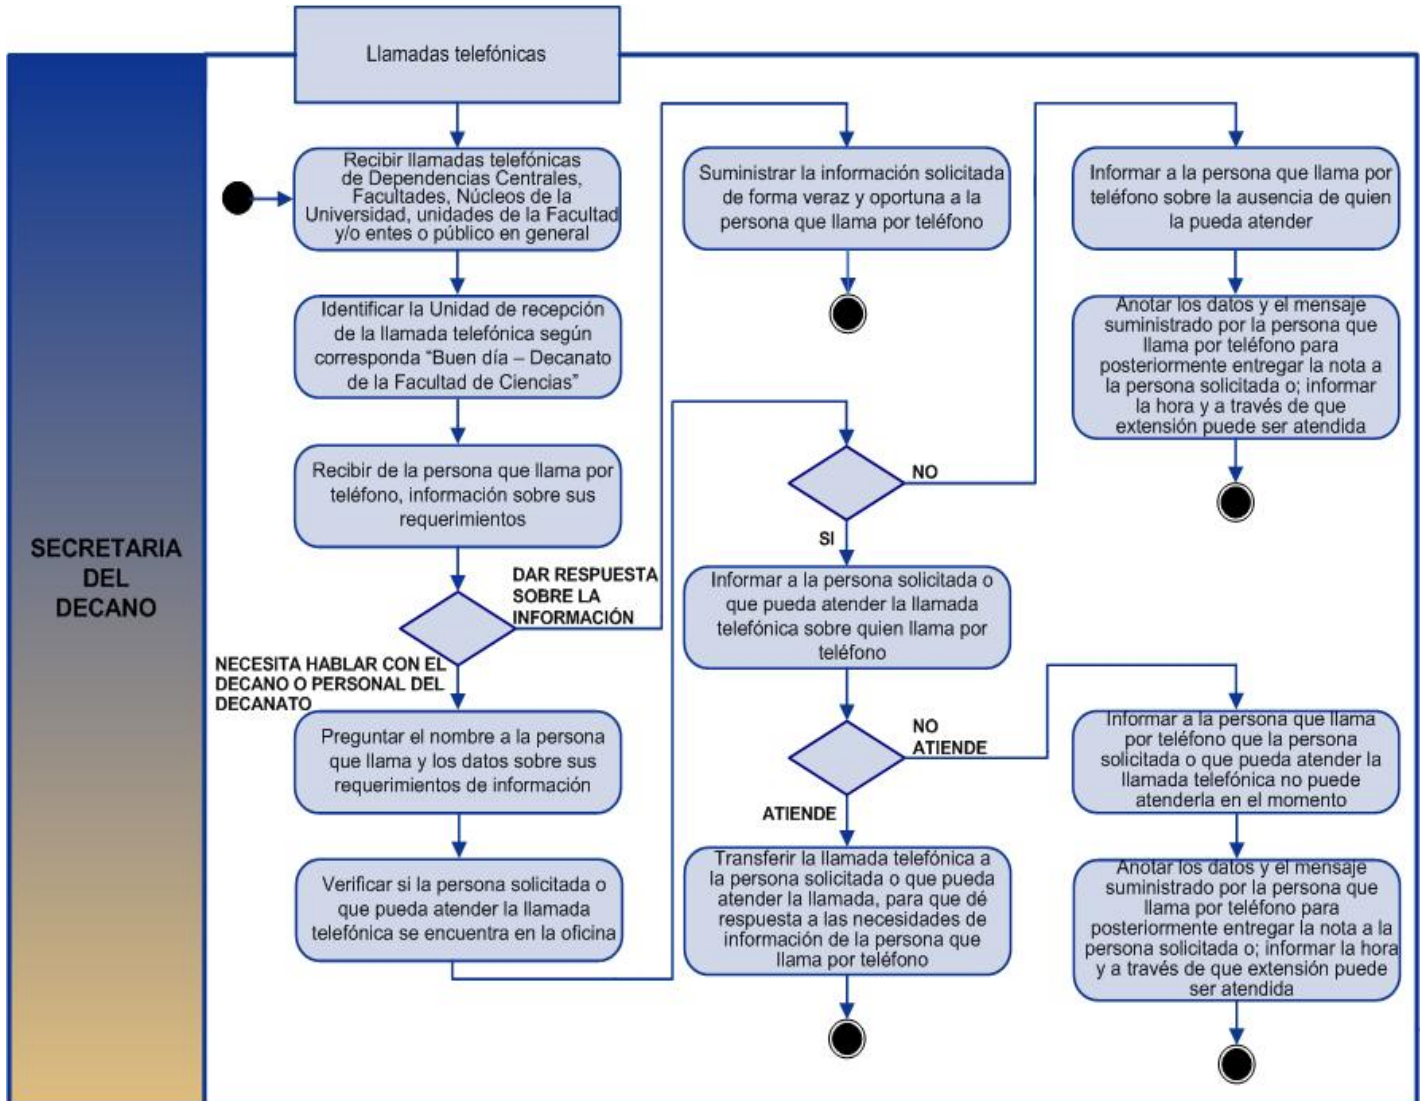 Llamadas telefónicas
SECRETARIA
DEL
DECANO
Recibir llamadas telefónicas
de Dependencias Centrales,
Facultades, Núcleos de la
Universidad, unidades de la Facultad
y/o entes o público en general
Identificar la Unidad de recepción
de la llamada telefónica según
corresponda “Buen día – Decanato
de la Facultad de Ciencias”
Recibir de la persona que llama por
teléfono, información sobre sus
requerimientos
DAR RESPUESTA
SOBRE LA
INFORMACIÓN
NECESITA HABLAR CON EL
DECANO O PERSONAL DEL
DECANATO
Preguntar el nombre a la persona
que llama y los datos sobre sus
requerimientos de información
Verificar si la persona solicitada o
que pueda atender la llamada
telefónica se encuentra en la oficina
Suministrar la información solicitada
de forma veraz y oportuna a la
persona que llama por teléfono
NO
SI
Informar a la persona solicitada o
que pueda atender la llamada
telefónica sobre quien llama por
teléfono
NO
ATIENDE
ATIENDE
Transferir la llamada telefónica a
la persona solicitada o que pueda
atender la llamada, para que dé
respuesta a las necesidades de
información de la persona que
llama por teléfono
Informar a la persona que llama por
teléfono sobre la ausencia de quien
la pueda atender
Anotar los datos y el mensaje
suministrado por la persona que
llama por teléfono para
posteriormente entregar la nota a
la persona solicitada o; informar
la hora y a través de que
extensión puede ser atendida
Informar a la persona que llama
por teléfono que la persona
solicitada o que pueda atender la
llamada telefónica no puede
atenderla en el momento
Anotar los datos y el mensaje
suministrado por la persona que
llama por teléfono para
posteriormente entregar la nota a la
persona solicitada o; informar la hora
y a través de que extensión puede
ser atendida